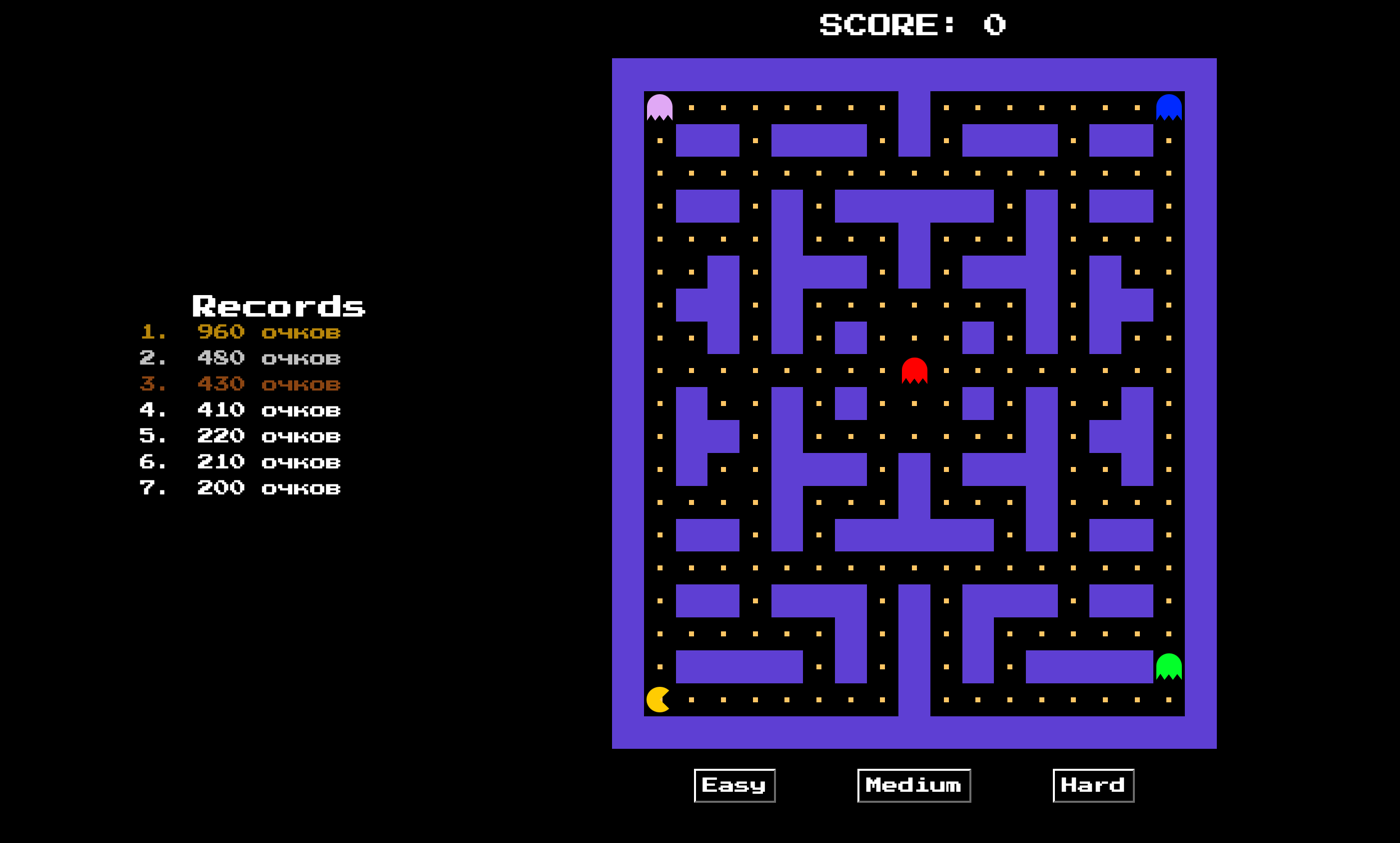 SCORE: 0
Records
1. 960 очков
2. 480 очков
3. 430 очков
4. 410 очков
5. 220 очков
6. 210 очков
7. 200 очков
Easy Medium Hard